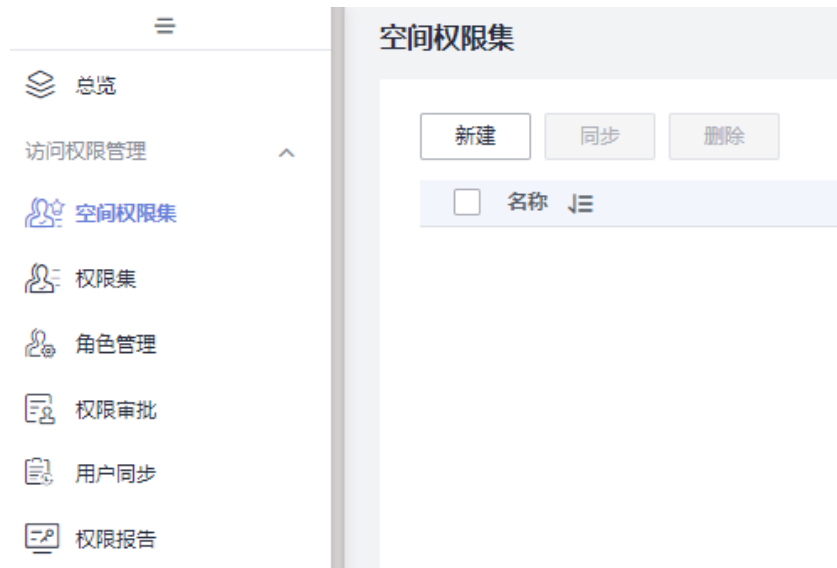 总览
访问权限管理
空间权限集
权限集
角色管理
权限审批
用户同步
权限报告
空间权限集
新建 同步 删除
名称